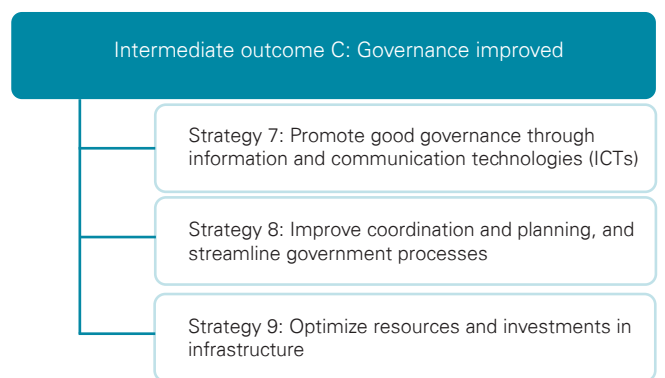 Intermediate outcome C: Governance improved
Strategy 7: Promote good governance through
information and communication technologies (ICTs)
Strategy 8: Improve coordination and planning, and
streamline government processes
Strategy 9: Optimize resources and investments in
infrastructure